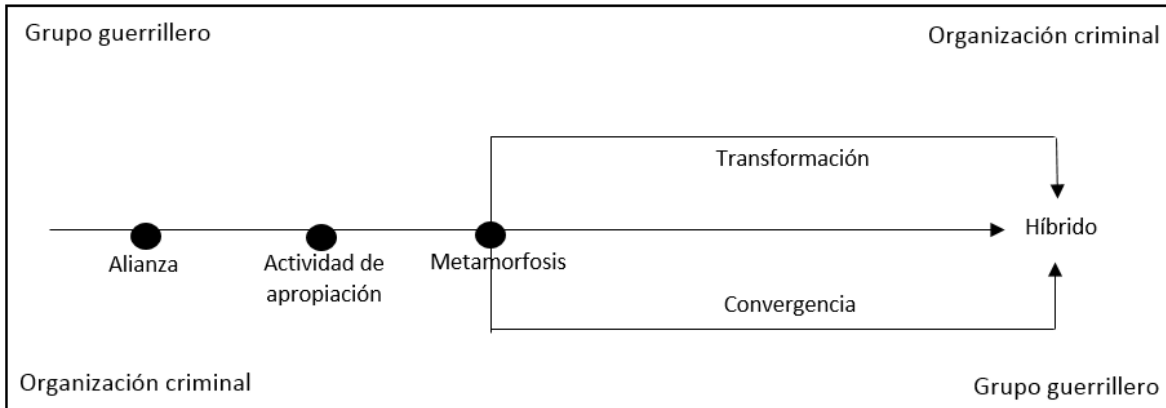 Grupo guerrillero
Organización criminal
Transformación
Híbrido
Alianza
Actividad de
apropiación
Metamorfosis
Convergencia
Organización criminal
Grupo guerrillero